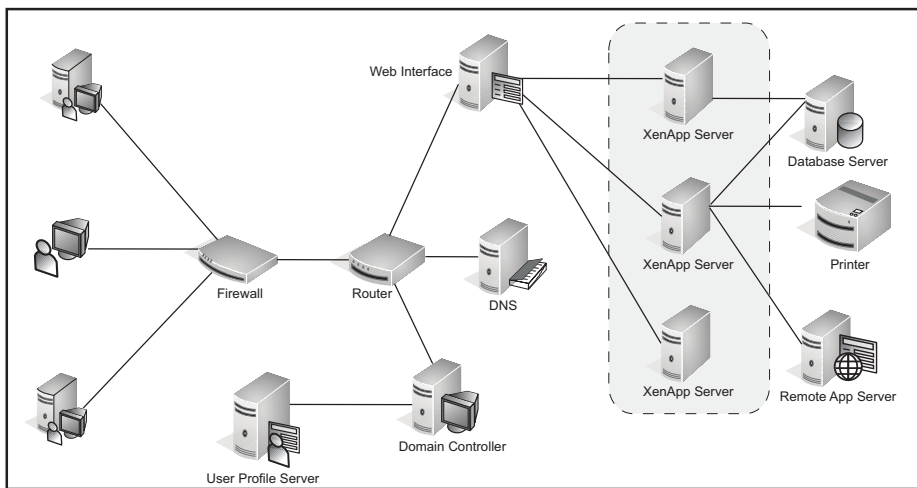 Web Interface
XenApp Server
Database Server
XenApp Server
Printer
Firewall
Router
DNS
XenApp Server
Remote App Server
Domain Controller
User Profile Server